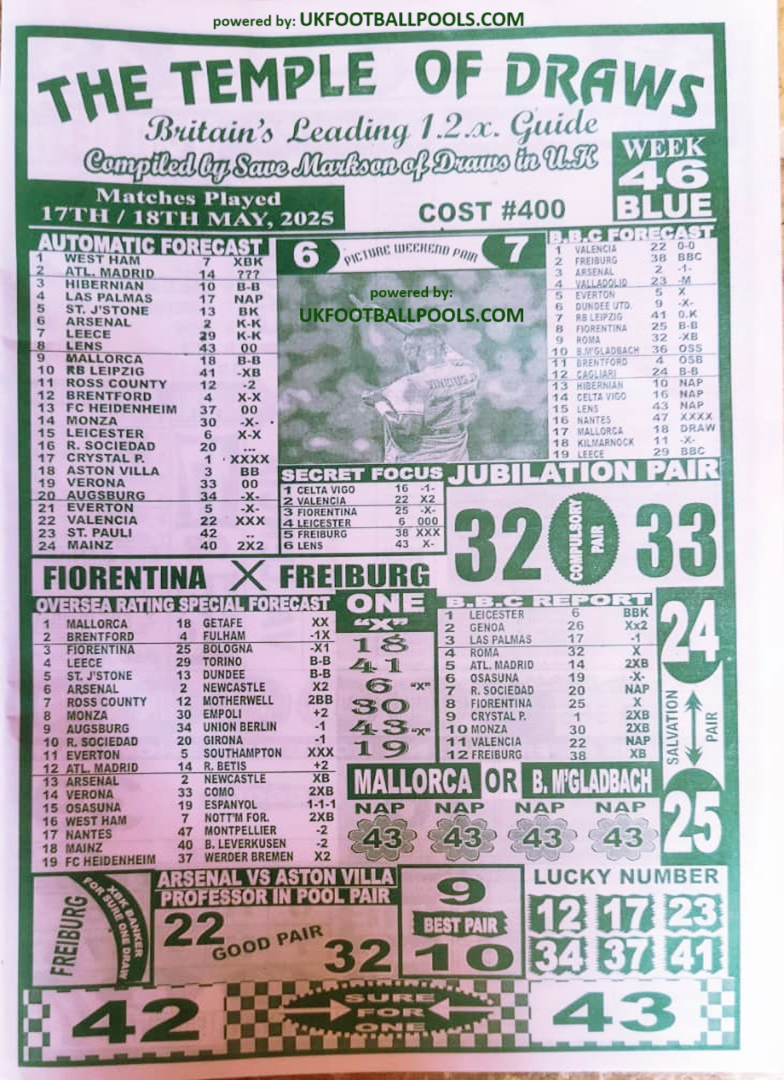 powered by: UKFOOTBALLPOOLS.COM
THE TEMPLE OF DRAWS
Britain's Leading 1.2.x. Guide
Compiled by Save Markson of Draws in U.K
WEEK
46
BLUE
Matches Played
17TH / 18TH MAY, 2025
COST #400
AUTOMATIC FORECAST
1 WEST HAM 7 XBK
2 ATL. MADRID 14 ???
3 HIBERNIAN 10 B-B
4 LAS PALMAS 17 NAP
5 ST. J'STONE 13 BK
6 ARSENAL 2 K-K
7 LEECE 29 K-K
8 LENS 43 00
9 MALLORCA 18 B-B
10 RB LEIPZIG 41 -XB
11 ROSS COUNTY 12 -2
12 BRENTFORD 4 X-X
13 FC HEIDENHEIM 37 00
14 MONZA 30 -X-
15 LEICESTER 6 X-X
16 R. SOCIEDAD 20 ...
17 CRYSTAL P. 1 XXXX
18 ASTON VILLA 3 BB
19 VERONA 33 00
20 AUGSBURG 34 -X-
21 EVERTON 5 -X-
22 VALENCIA 22 XXX
23 ST. PAULI 42 ..
24 MAINZ 40 2X2
6 PICTURE WEEKEND PAIR 7
powered by:
UKFOOTBALLPOOLS.COM
VINICIUS J
B.B.C FORECAST
1 VALENCIA 22 0-0
2 FREIBURG 38 BBC
3 ARSENAL 2 -1-
4 VALLADOLID 23 -M
5 EVERTON 5 X
6 DUNDEE UTD. 9 -X-
7 RB LEIPZIG 41 0.K
8 FIORENTINA 25 B-B
9 ROMA 32 -XB
10 B.M'GLADBACH 36 OSS
11 BRENTFORD 4 OSB
12 CAGLIARI 24 B-B
13 HIBERNIAN 10 NAP
14 CELTA VIGO 16 NAP
15 LENS 43 NAP
16 NANTES 47 XXXX
17 MALLORCA 18 DRAW
18 KILMARNOCK 11 -X-
19 LEECE 29 BBC
SECRET FOCUS
1 CELTA VIGO 16 -1-
2 VALENCIA 22 X2
3 FIORENTINA 25 -X-
4 LEICESTER 6 000
5 FREIBURG 38 XXX
6 LENS 43 X-
JUBILATION PAIR
32 COMPULSORY PAIR 33
FIORENTINA X FREIBURG
OVERSEA RATING SPECIAL FORECAST
1 MALLORCA 18 GETAFE XX
2 BRENTFORD 4 FULHAM -1X
3 FIORENTINA 25 BOLOGNA -X1
4 LEECE 29 TORINO B-B
5 ST. J'STONE 13 DUNDEE B-B
6 ARSENAL 2 NEWCASTLE X2
7 ROSS COUNTY 12 MOTHERWELL 2BB
8 MONZA 30 EMPOLI +2
9 AUGSBURG 34 UNION BERLIN -1
10 R. SOCIEDAD 20 GIRONA -1
11 EVERTON 5 SOUTHAMPTON XXX
12 ATL. MADRID 14 R. BETIS +2
13 ARSENAL 2 NEWCASTLE XB
14 VERONA 33 COMO 2XB
15 OSASUNA 19 ESPANYOL 1-1-1
16 WEST HAM 7 NOTT'M FOR. 2XB
17 NANTES 47 MONTPELLIER -2
18 MAINZ 40 B. LEVERKUSEN -2
19 FC HEIDENHEIM 37 WERDER BREMEN X2
ONE
"X"
18
41
6 "X"
30
43 "X"
19
B.B.C REPORT
1 LEICESTER 6 BBK
2 GENOA 26 Xx2
3 LAS PALMAS 17 -1
4 ROMA 32 X
5 ATL. MADRID 14 2XB
6 OSASUNA 19 -X-
7 R. SOCIEDAD 20 NAP
8 FIORENTINA 25 X
9 CRYSTAL P. 1 2XB
10 MONZA 30 2XB
11 VALENCIA 22 NAP
12 FREIBURG 38 XB
24
SALVATION PAIR
25
MALLORCA OR B. M'GLADBACH
NAP NAP NAP NAP
43 43 43 43
FREIBURG
XBK BANKER
FOR SURE ONE DRAW
ARSENAL VS ASTON VILLA
PROFESSOR IN POOL PAIR
22 GOOD PAIR 32
9
BEST PAIR
10
LUCKY NUMBER
12 17 23
34 37 41
42 SURE FOR ONE 43